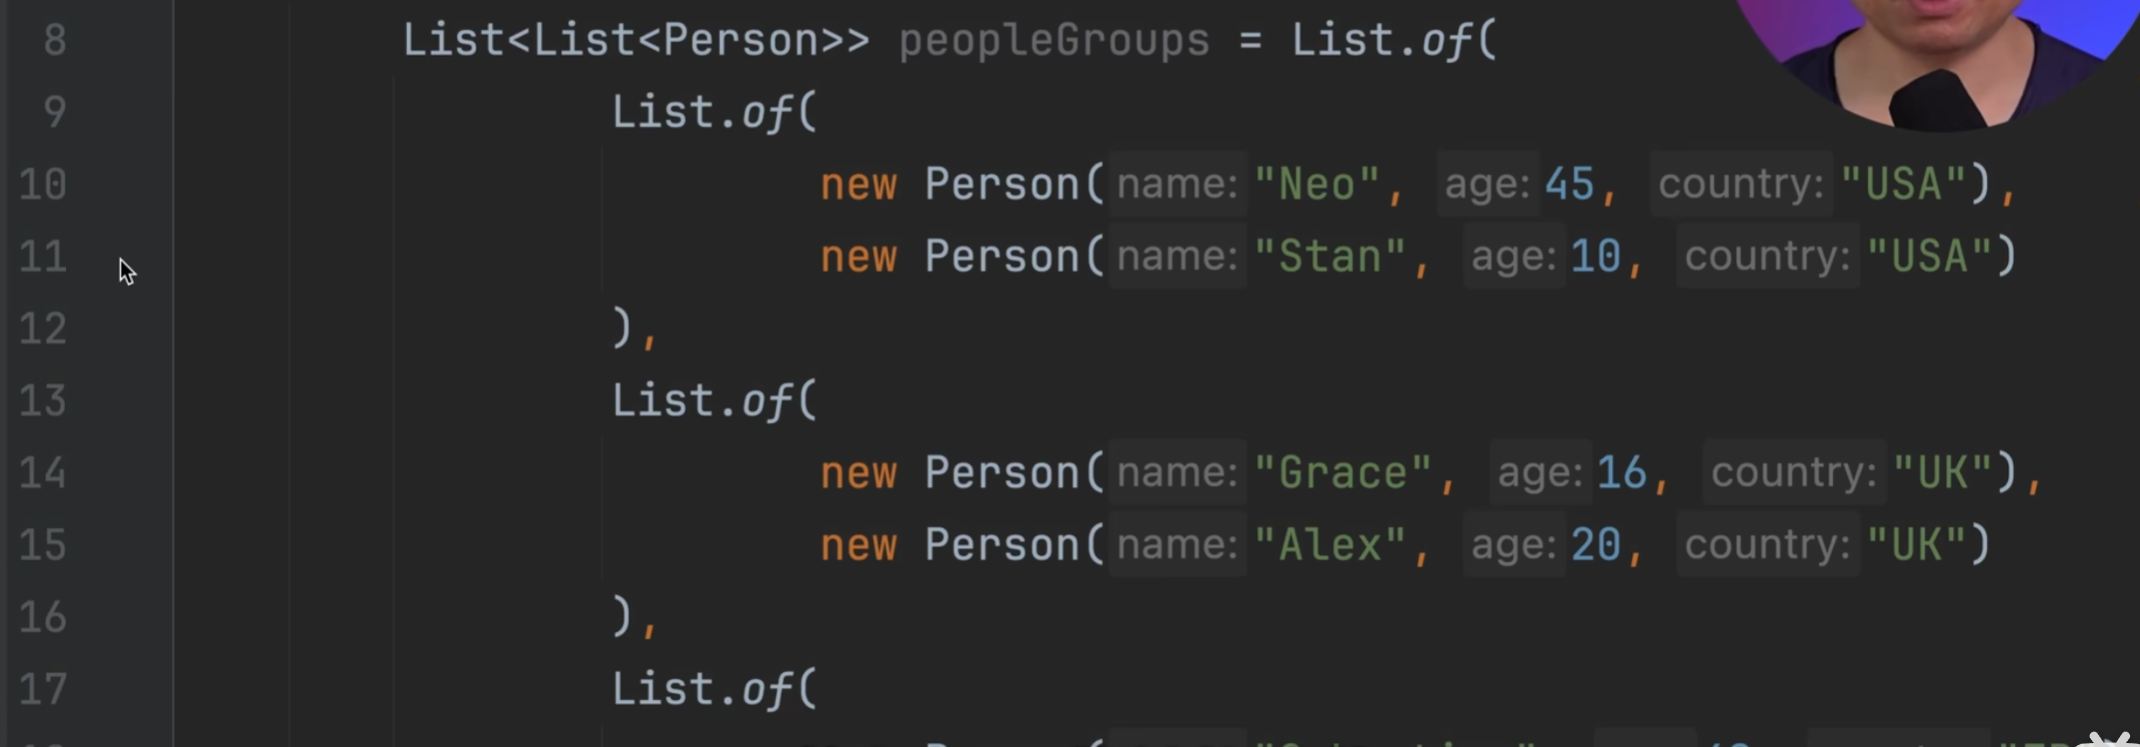 8 List<List<Person>> peopleGroups = List.of(
9 List.of(
10 new Person( name: "Neo", age: 45, country: "USA"),
11 new Person( name: "Stan", age: 10, country: "USA")
12 ),
13 List.of(
14 new Person( name: "Grace", age: 16, country: "UK"),
15 new Person( name: "Alex", age: 20, country: "UK")
16 ),
17 List.of(